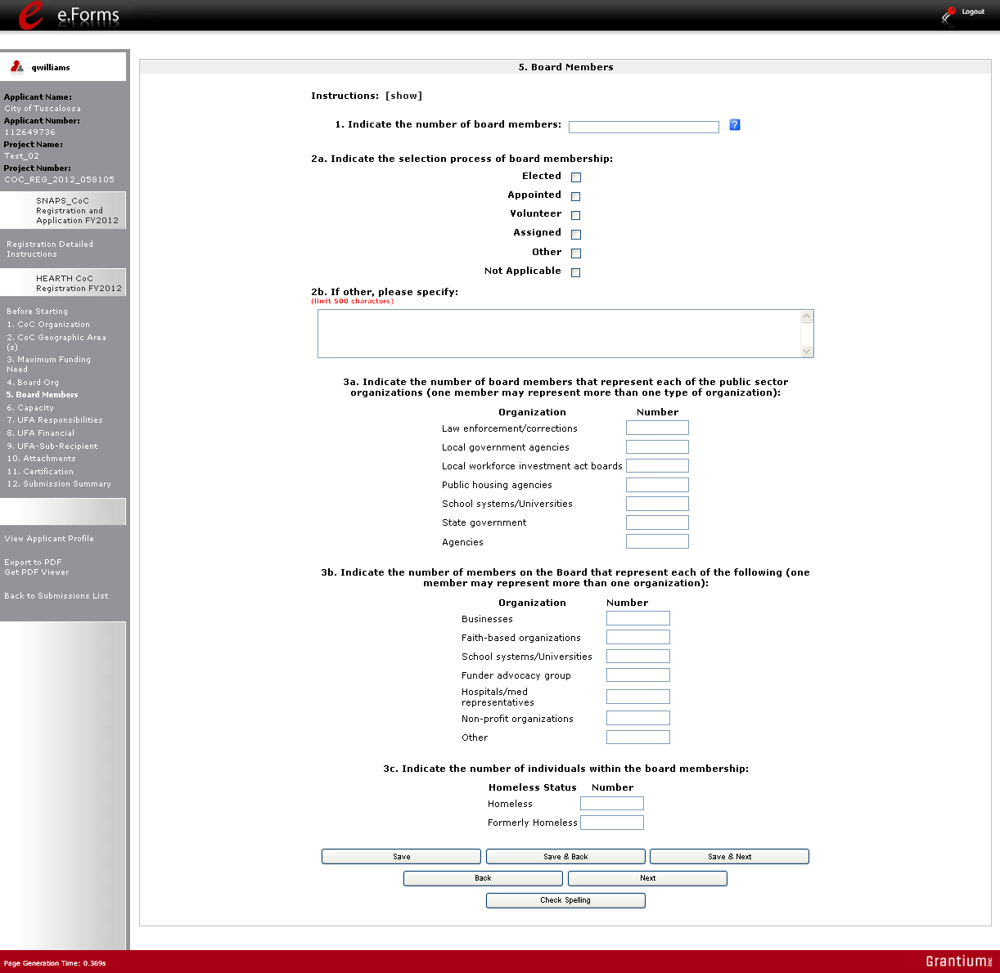 e.Forms
Logout
qwilliams
Applicant Name:
City of Tuscaloosa
Applicant Number:
112649736
Project Name:
Test_02
Project Number:
COC_REG_2012_058105
SNAPS_CoC
Registration and
Application FY2012
Registration Detailed
Instructions
HEARTH CoC
Registration FY2012
Before Starting
1. CoC Organization
2. CoC Geographic Area
(s)
3. Maximum Funding
Need
4. Board Org
5. Board Members
6. Capacity
7. UFA Responsibilities
8. UFA Financial
9. UFA-Sub-Recipient
10. Attachments
11. Certification
12. Submission Summary
View Applicant Profile
Export to PDF
Get PDF Viewer
Back to Submissions List
5. Board Members
Instructions: [show]
1. Indicate the number of board members:
?
2a. Indicate the selection process of board membership:
Elected
Appointed
Volunteer
Assigned
Other
Not Applicable
2b. If other, please specify:
(limit 500 characters)
3a. Indicate the number of board members that represent each of the public sector
organizations (one member may represent more than one type of organization):
Organization Number
Law enforcement/corrections
Local government agencies
Local workforce investment act boards
Public housing agencies
School systems/Universities
State government
Agencies
3b. Indicate the number of members on the Board that represent each of the following (one
member may represent more than one organization):
Organization Number
Businesses
Faith-based organizations
School systems/Universities
Funder advocacy group
Hospitals/med
representatives
Non-profit organizations
Other
3c. Indicate the number of individuals within the board membership:
Homeless Status Number
Homeless
Formerly Homeless
Save Save & Back Save & Next
Back Next
Check Spelling
Page Generation Time: 0.369s
Grantium INC